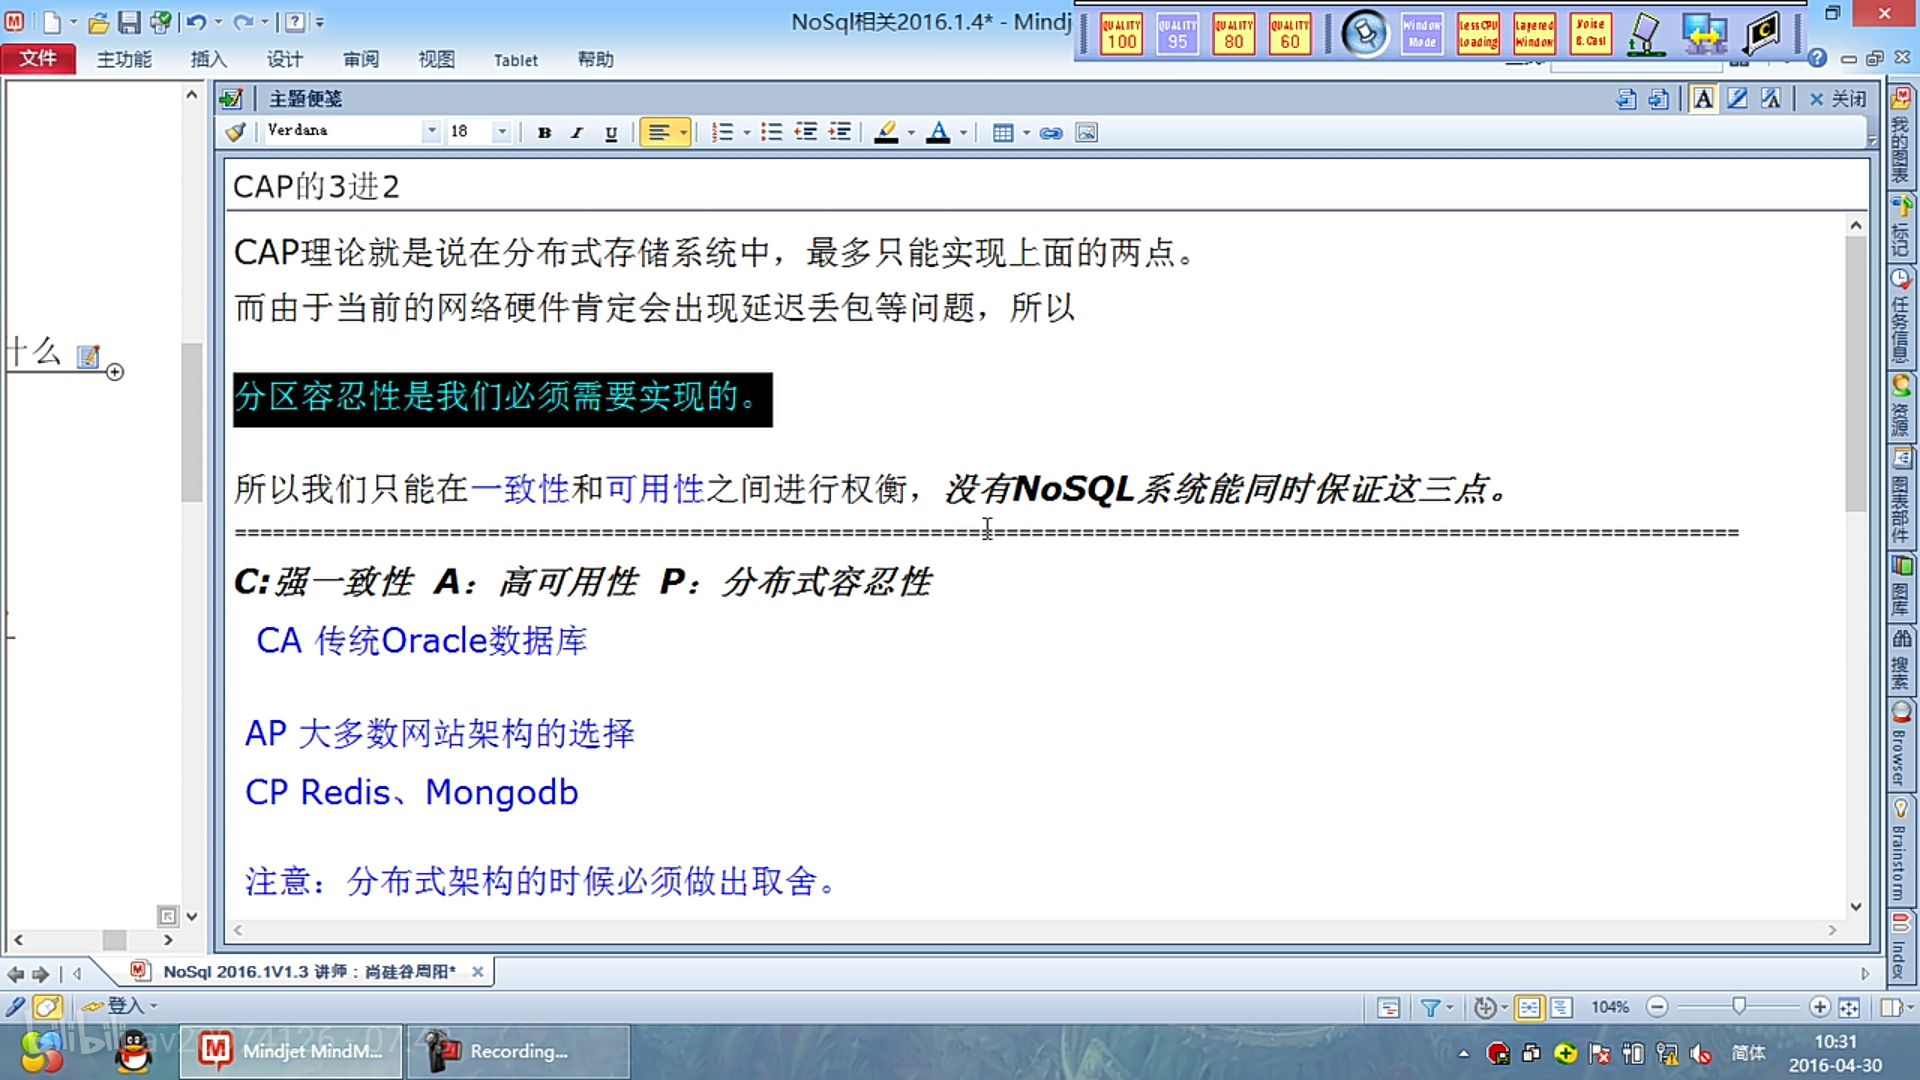 NoSql相关2016.1.4* - Mindj
QUALITY 100
QUALITY 95
QUALITY 80
QUALITY 60
Window Mode
LessCPU Loading
Layered Window
Voice B.Cast
文件 主功能 插入 设计 审阅 视图 Tablet 帮助
主题便笺
关闭
Verdana 18
CAP的3进2
CAP理论就是说在分布式存储系统中，最多只能实现上面的两点。
而由于当前的网络硬件肯定会出现延迟丢包等问题，所以
什么
分区容忍性是我们必须需要实现的。
所以我们只能在一致性和可用性之间进行权衡，没有NoSQL系统能同时保证这三点。
C:强一致性 A：高可用性 P：分布式容忍性
CA 传统Oracle数据库
AP 大多数网站架构的选择
CP Redis、Mongodb
注意：分布式架构的时候必须做出取舍。
我的图表
标记
任务信息
资源
图表部件
图库
搜索
Browser
Brainstorm
Index
NoSql 2016.1V1.3 讲师：尚硅谷周阳*
登入
104%
Mindjet MindM...
Recording...
简体
10:31
2016-04-30